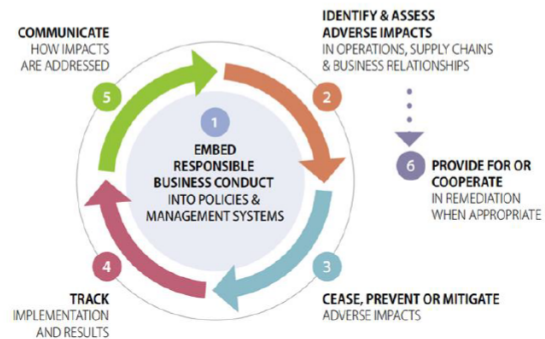 1
EMBED
RESPONSIBLE
BUSINESS CONDUCT
INTO POLICIES &
MANAGEMENT SYSTEMS
2
IDENTIFY & ASSESS
ADVERSE IMPACTS
IN OPERATIONS, SUPPLY CHAINS
& BUSINESS RELATIONSHIPS
3
CEASE, PREVENT OR MITIGATE
ADVERSE IMPACTS
4
TRACK
IMPLEMENTATION
AND RESULTS
5
COMMUNICATE
HOW IMPACTS
ARE ADDRESSED
6
PROVIDE FOR OR
COOPERATE
IN REMEDIATION
WHEN APPROPRIATE